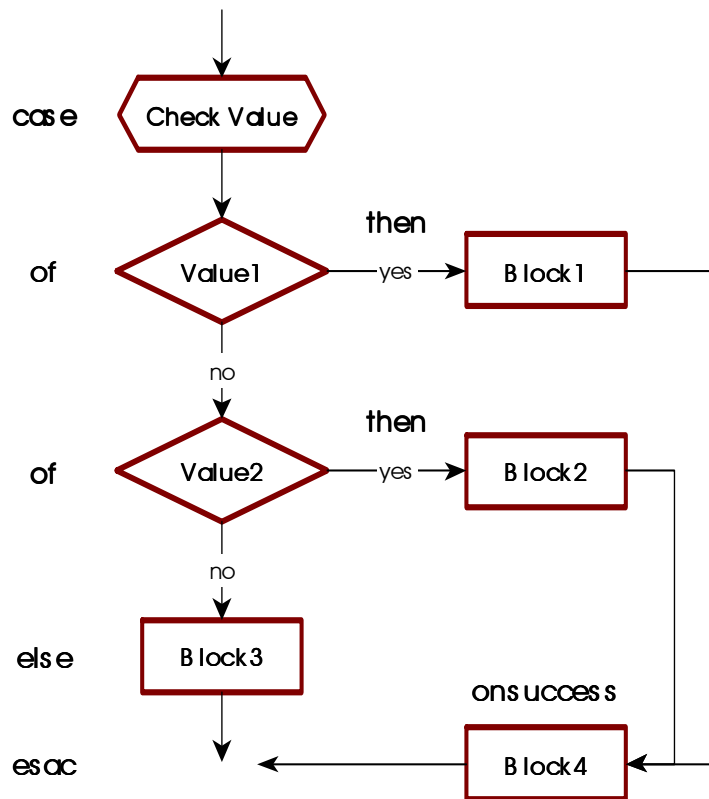 case
Check Value
then
of
Value1
yes
Block1
no
then
of
Value2
yes
Block2
no
else
Block3
onsuccess
esac
Block4